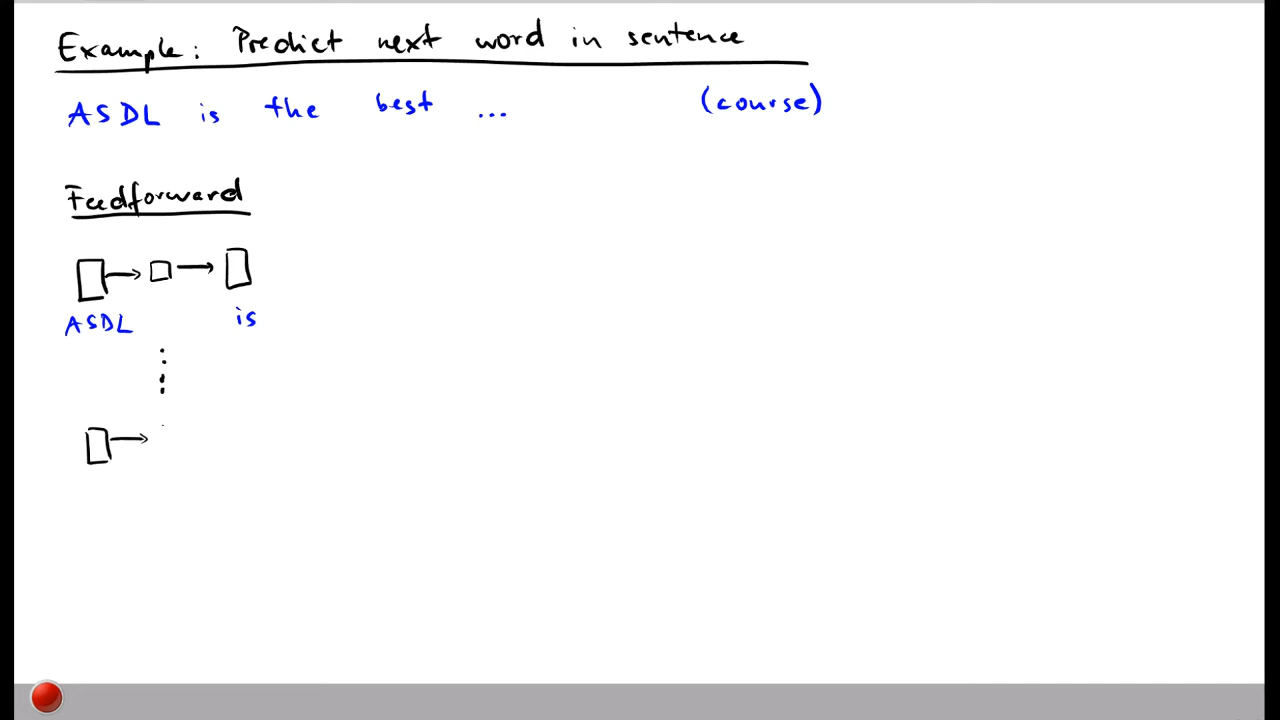 Example: Predict next word in sentence
ASDL is the best ... (course)
Feedforward
ASDL is